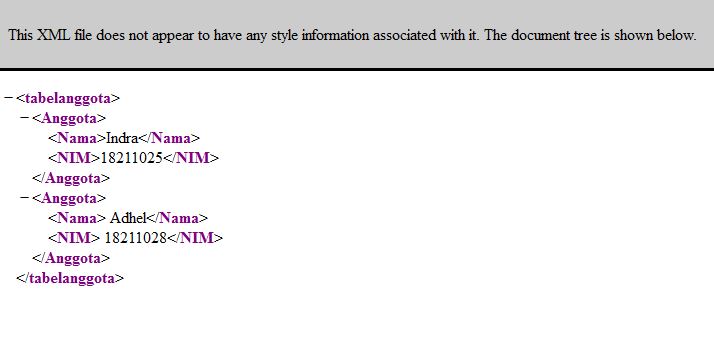 This XML file does not appear to have any style information associated with it. The document tree is shown below.
−<tabelanggota>
−<Anggota>
<Nama>Indra</Nama>
<NIM>18211025</NIM>
</Anggota>
−<Anggota>
<Nama> Adhel</Nama>
<NIM> 18211028</NIM>
</Anggota>
</tabelanggota>